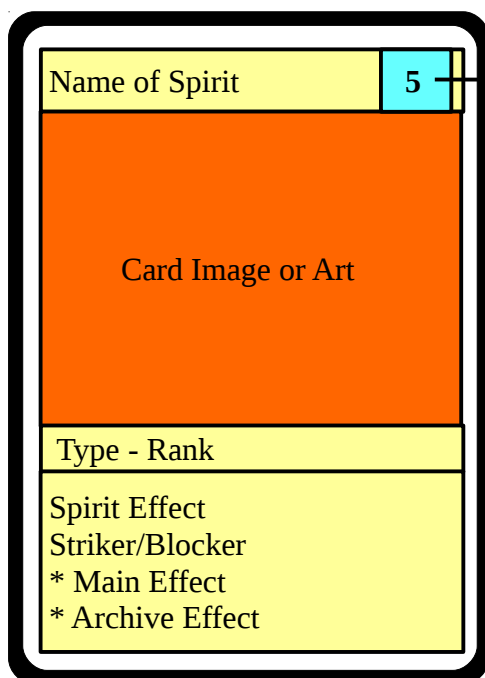 Name of Spirit
5
Card Image or Art
Type - Rank
Spirit Effect
Striker/Blocker
* Main Effect
* Archive Effect